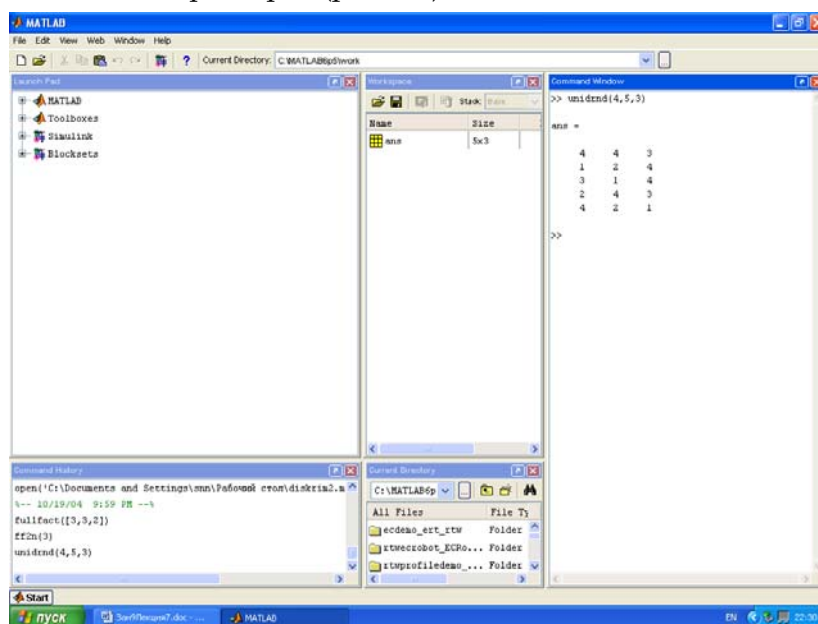 MATLAB
File Edit View Web Window Help
? Current Directory: C:\MATLAB6p5\work
Launch Pad
MATLAB
Toolboxes
Simulink
Blocksets
Workspace
Stack: Base
Name Size
ans 5x3
Command Window
>> unidrnd(4,5,3)
ans =
4 4 3
1 2 4
3 1 4
2 4 3
4 2 1
>>
Command History
open('C:\Documents and Settings\snn\Рабочий стол\diskrim2.m
%-- 10/19/04 9:59 PM --%
fullfact([3,3,2])
ff2n(3)
unidrnd(4,5,3)
Current Directory
C:\MATLAB6p
All Files File Ty
ecdemo_ert_rtw Folder
rtwecrobot_ECRo... Folder
rtwprofiledemo_... Folder
Start
пуск
MATLAB
EN 22:30